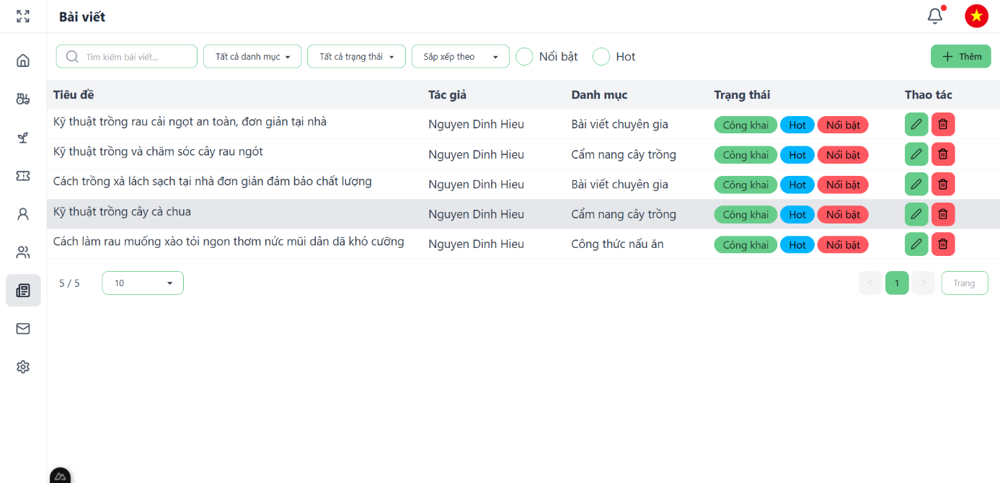 Bài viết
Tìm kiếm bài viết... Tất cả danh mục Tất cả trạng thái Sắp xếp theo Nổi bật Hot Thêm
Tiêu đề Tác giả Danh mục Trạng thái Thao tác
Kỹ thuật trồng rau cải ngọt an toàn, đơn giản tại nhà Nguyen Dinh Hieu Bài viết chuyên gia Công khai Hot Nổi bật
Kỹ thuật trồng và chăm sóc cây rau ngót Nguyen Dinh Hieu Cẩm nang cây trồng Công khai Hot Nổi bật
Cách trồng xà lách sạch tại nhà đơn giản đảm bảo chất lượng Nguyen Dinh Hieu Bài viết chuyên gia Công khai Hot Nổi bật
Kỹ thuật trồng cây cà chua Nguyen Dinh Hieu Cẩm nang cây trồng Công khai Hot Nổi bật
Cách làm rau muống xào tỏi ngon thơm nức mũi dân dã khó cưỡng Nguyen Dinh Hieu Công thức nấu ăn Công khai Hot Nổi bật
5 / 5 10 1 Trang